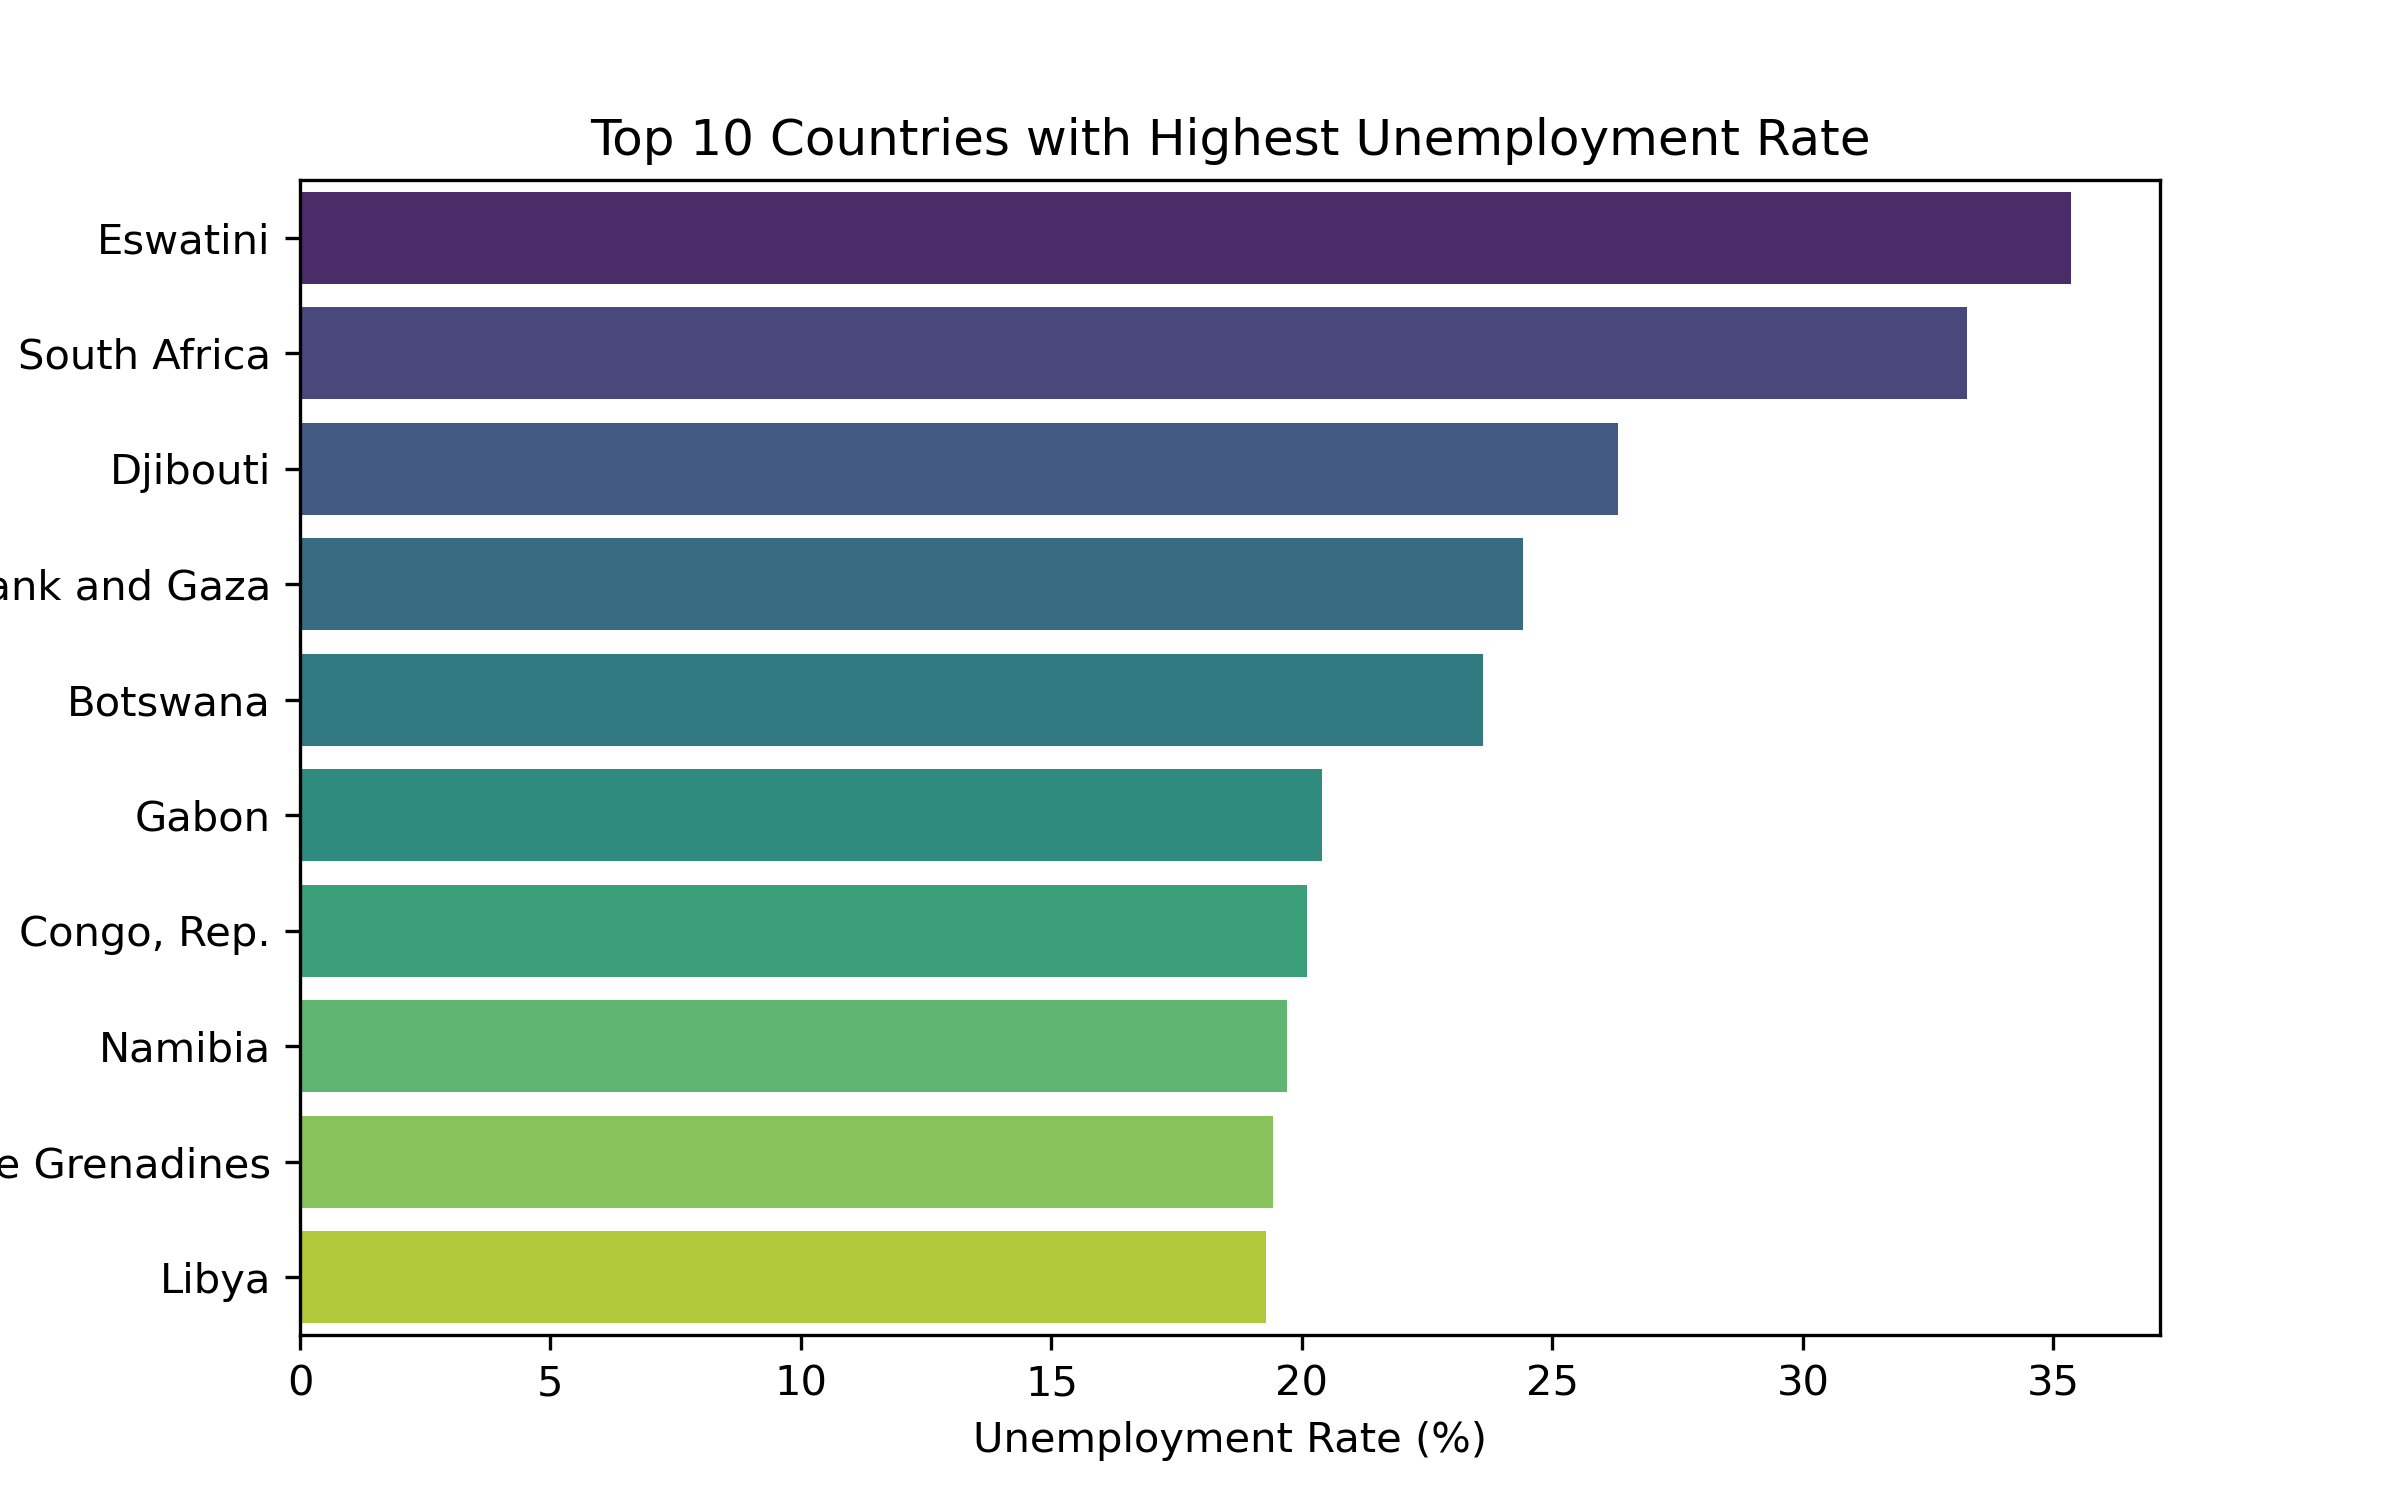 Top 10 Countries with Highest Unemployment Rate
Eswatini
South Africa
Djibouti
and Gaza
Botswana
Gabon
Congo, Rep.
Namibia
Grenadines
Libya
0 5 10 15 20 25 30 35
Unemployment Rate (%)